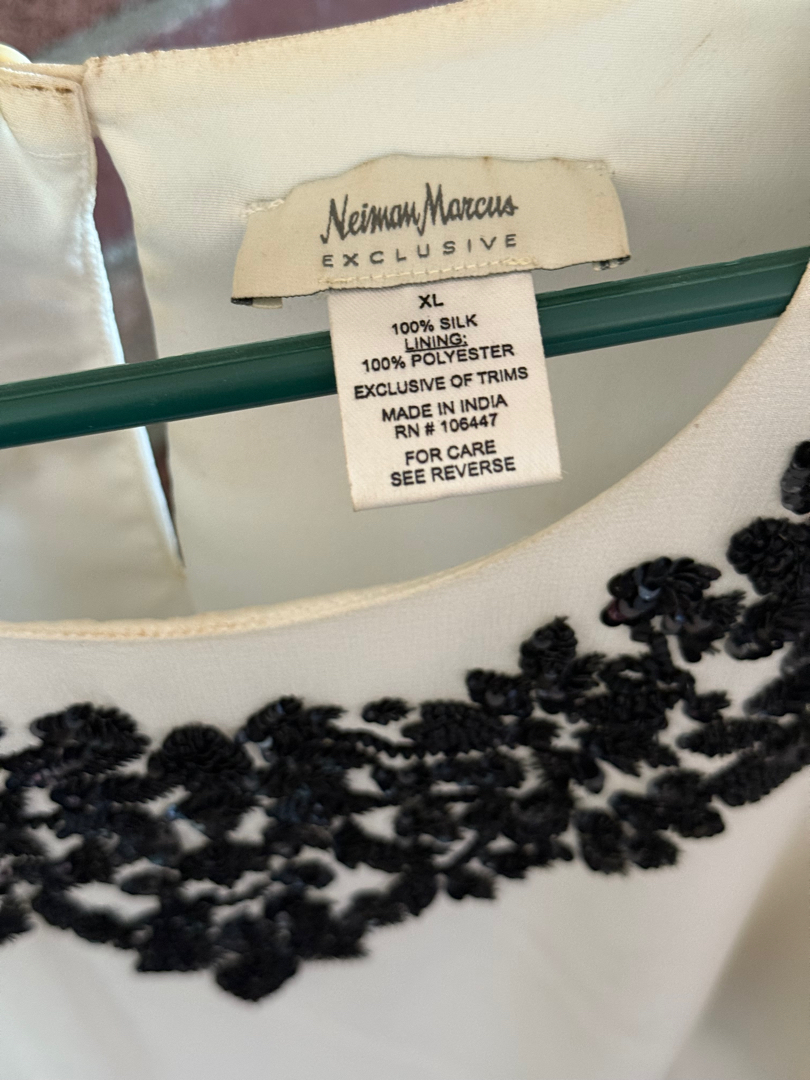 Neiman Marcus
EXCLUSIVE
XL
100% SILK
LINING:
100% POLYESTER
EXCLUSIVE OF TRIMS
MADE IN INDIA
RN # 106447
FOR CARE
SEE REVERSE